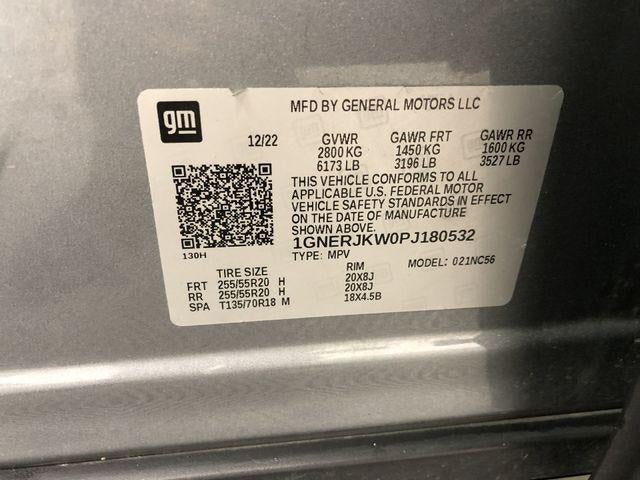 gm
MFD BY GENERAL MOTORS LLC
12/22
GVWR GAWR FRT GAWR RR
2800 KG 1450 KG 1600 KG
6173 LB 3196 LB 3527 LB
THIS VEHICLE CONFORMS TO ALL
APPLICABLE U.S. FEDERAL MOTOR
VEHICLE SAFETY STANDARDS IN EFFECT
ON THE DATE OF MANUFACTURE
SHOWN ABOVE.
1GNERJKW0PJ180532
130H
TYPE: MPV MODEL: 021NC56
TIRE SIZE RIM
FRT 255/55R20 H 20X8J
RR 255/55R20 H 20X8J
SPA T135/70R18 M 18X4.5B